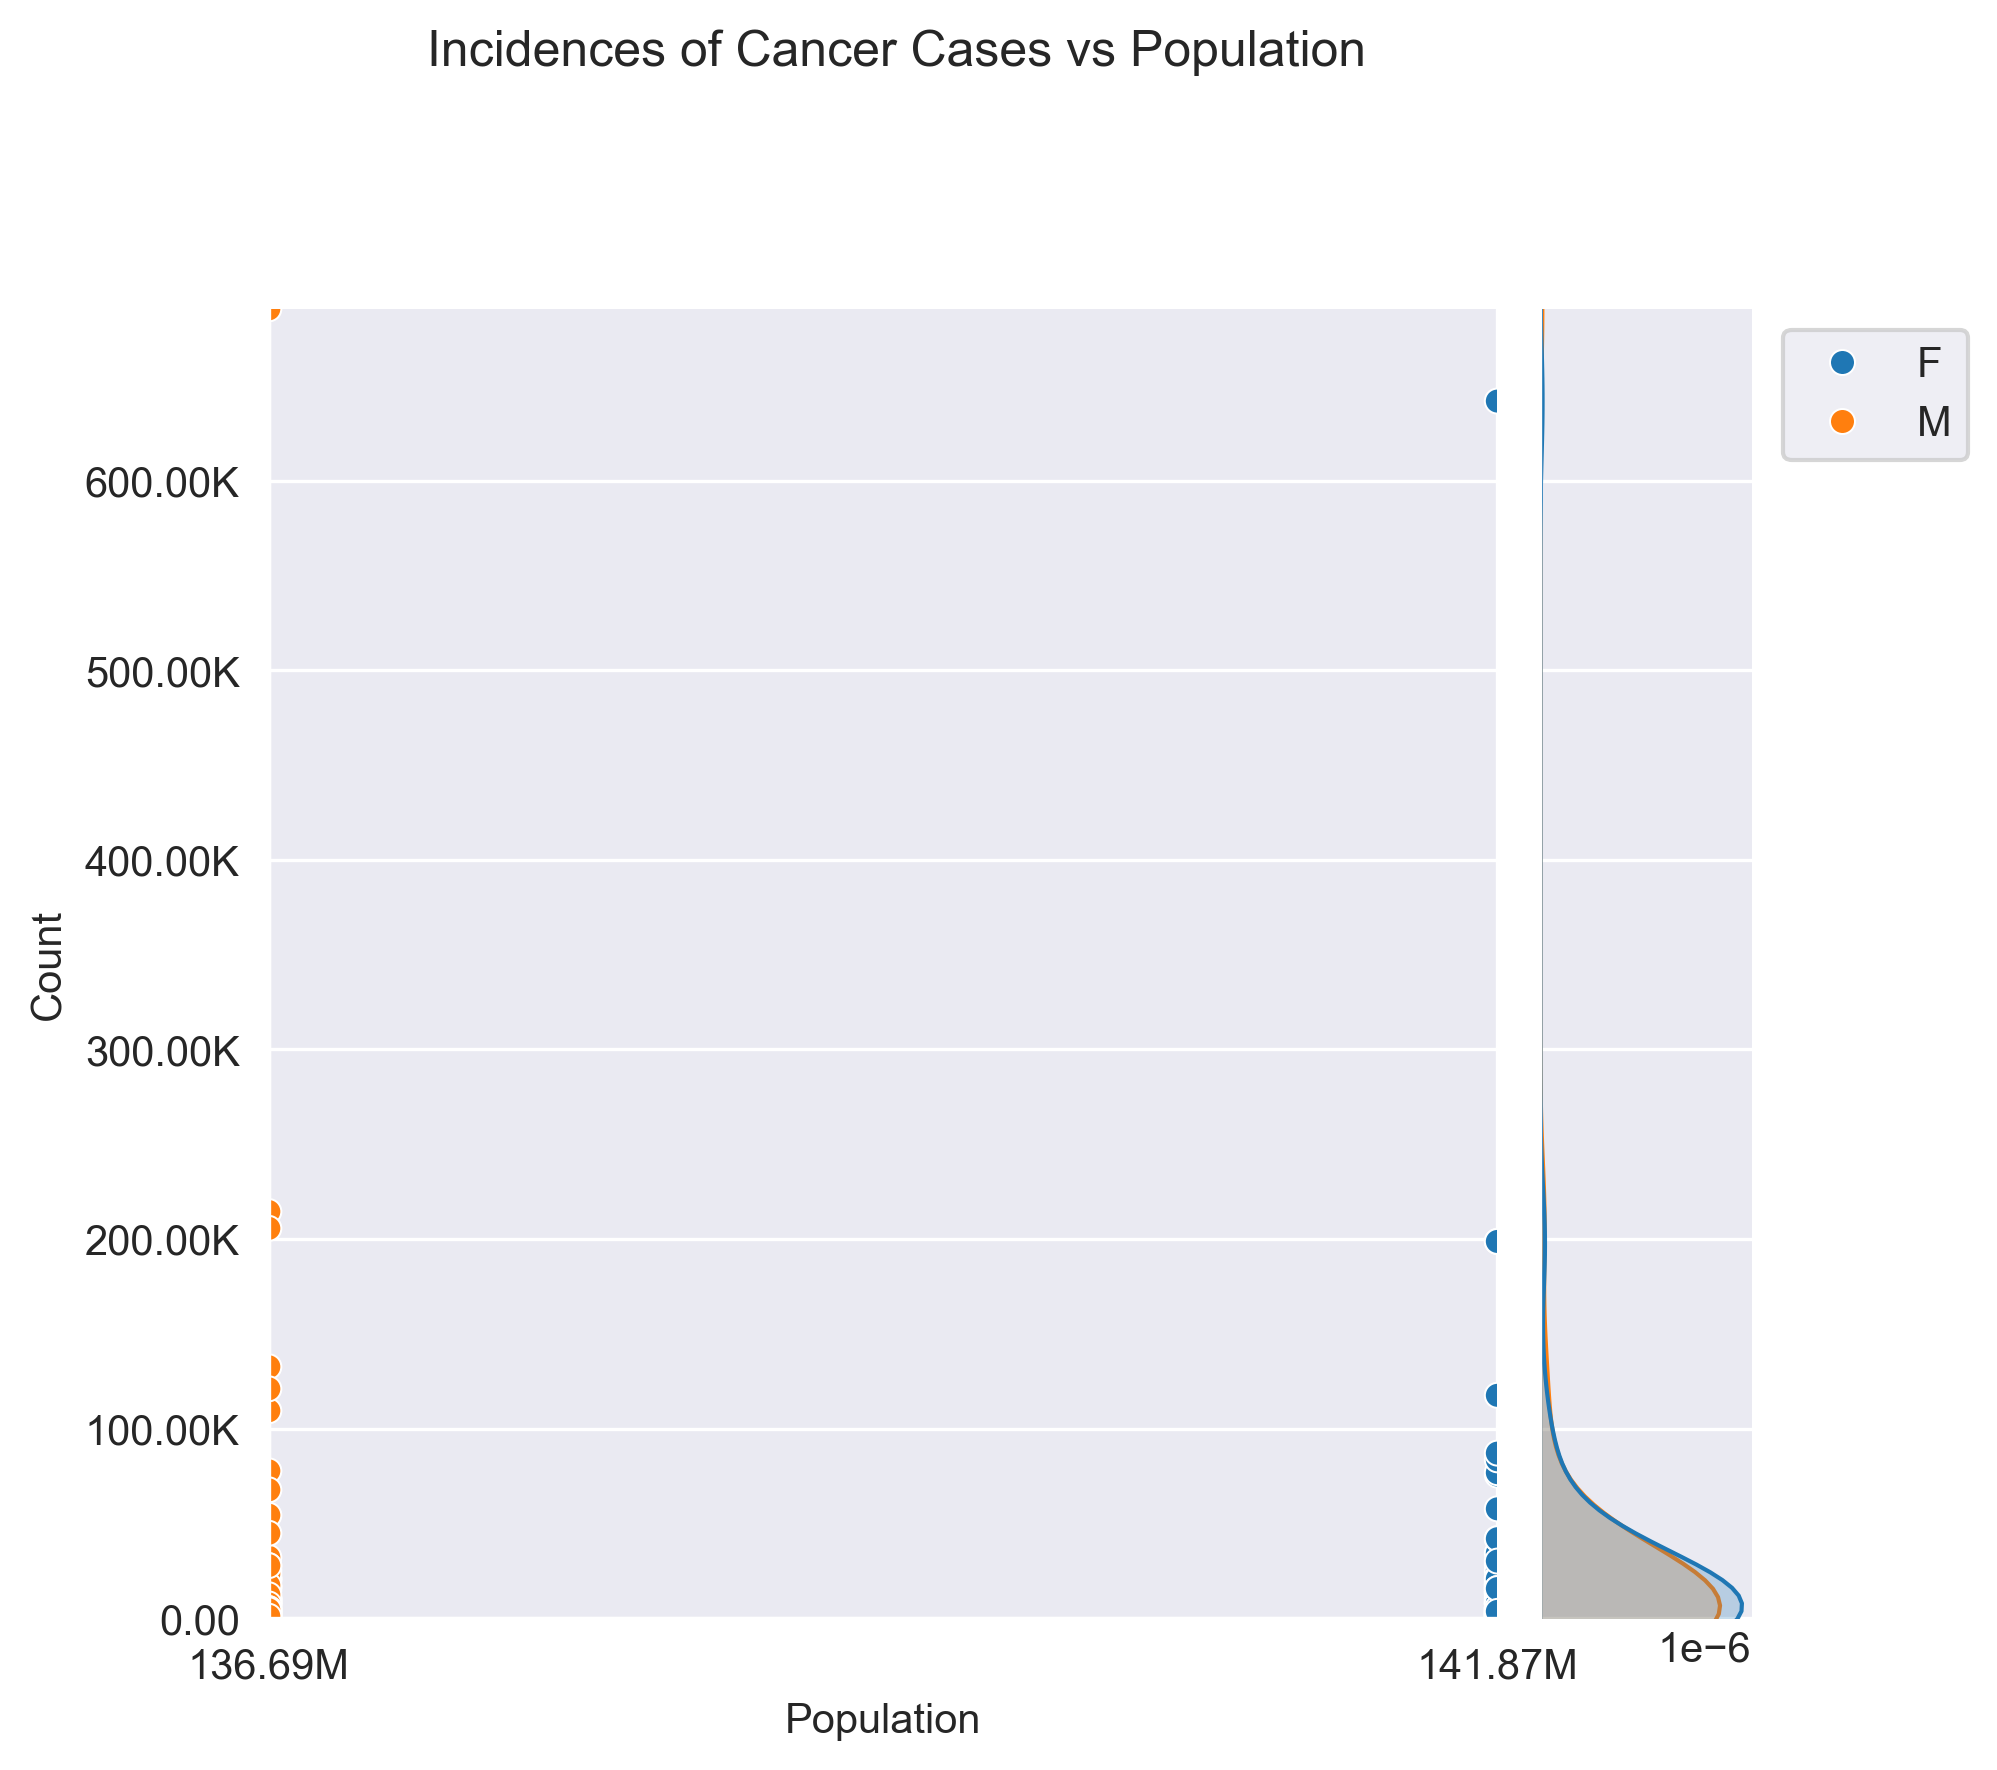 Incidences of Cancer Cases vs Population
F
M
600.00K
500.00K
400.00K
300.00K
200.00K
100.00K
0.00
Count
136.69M
141.87M
1e−6
Population